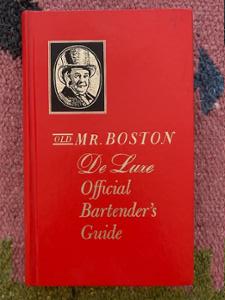 OLD MR. BOSTON
De Luxe
Official
Bartender's
Guide